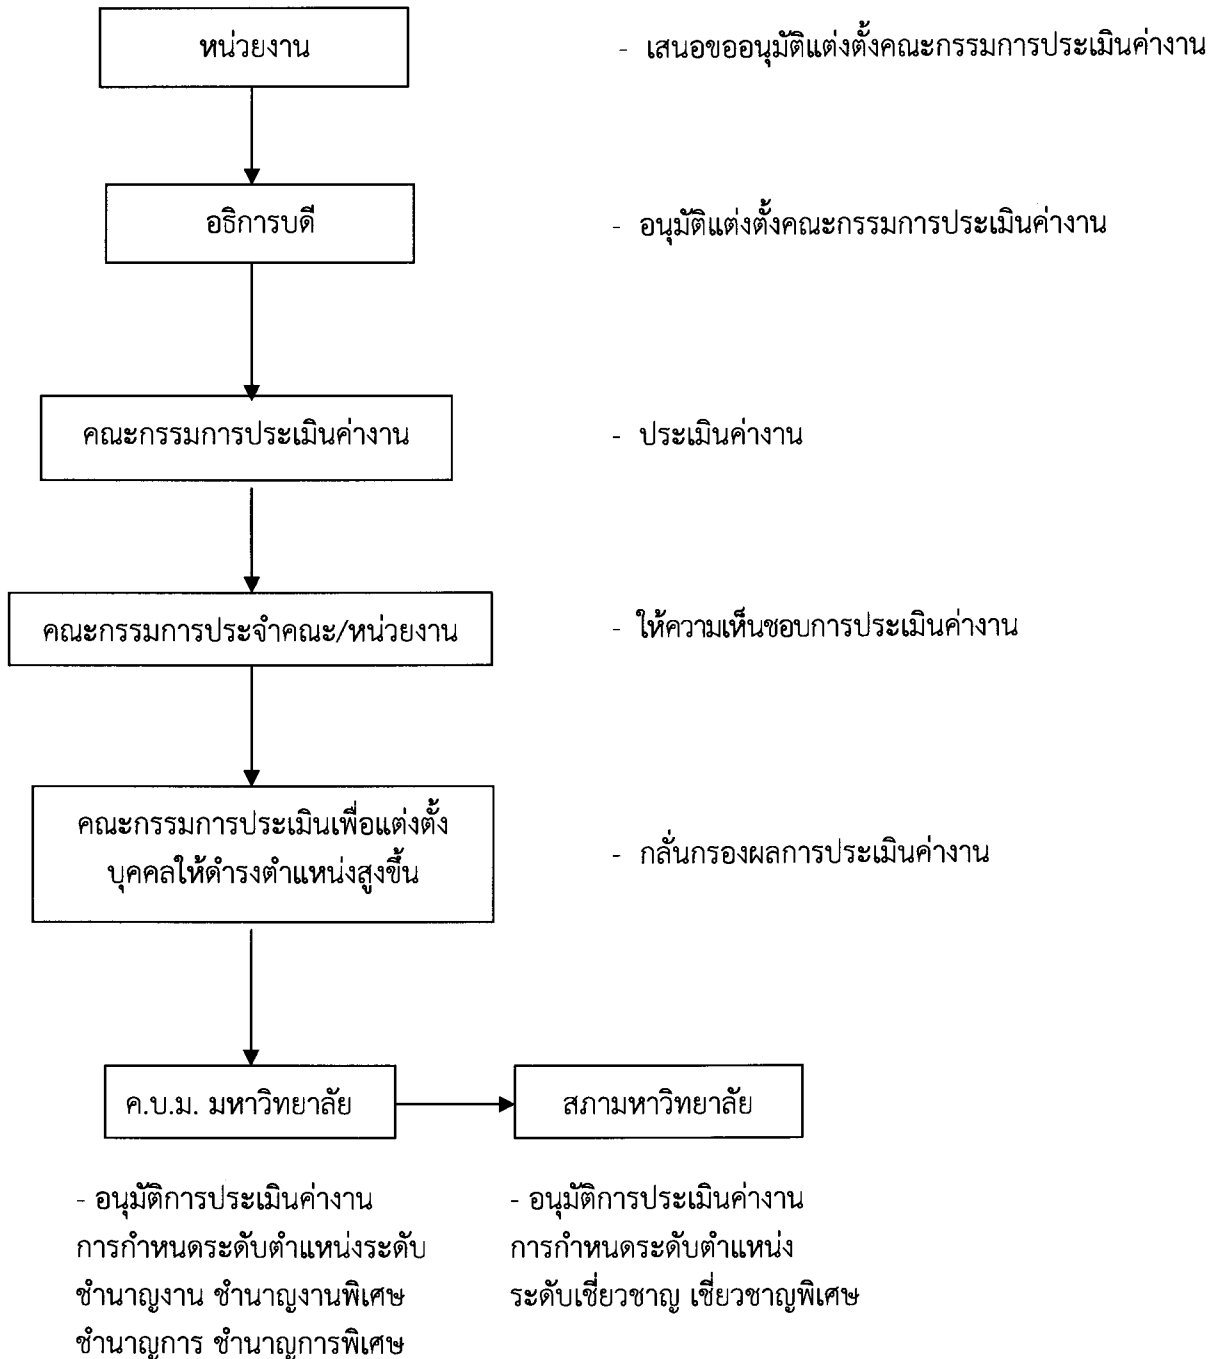 หน่วยงาน
- เสนอขออนุมัติแต่งตั้งคณะกรรมการประเมินค่างาน
อธิการบดี
- อนุมัติแต่งตั้งคณะกรรมการประเมินค่างาน
คณะกรรมการประเมินค่างาน
- ประเมินค่างาน
คณะกรรมการประจำคณะ/หน่วยงาน
- ให้ความเห็นชอบการประเมินค่างาน
คณะกรรมการประเมินเพื่อแต่งตั้ง
บุคคลให้ดำรงตำแหน่งสูงขึ้น
- กลั่นกรองผลการประเมินค่างาน
ค.บ.ม. มหาวิทยาลัย
สภามหาวิทยาลัย
- อนุมัติการประเมินค่างาน
การกำหนดระดับตำแหน่งระดับ
ชำนาญงาน ชำนาญงานพิเศษ
ชำนาญการ ชำนาญการพิเศษ
- อนุมัติการประเมินค่างาน
การกำหนดระดับตำแหน่ง
ระดับเชี่ยวชาญ เชี่ยวชาญพิเศษ